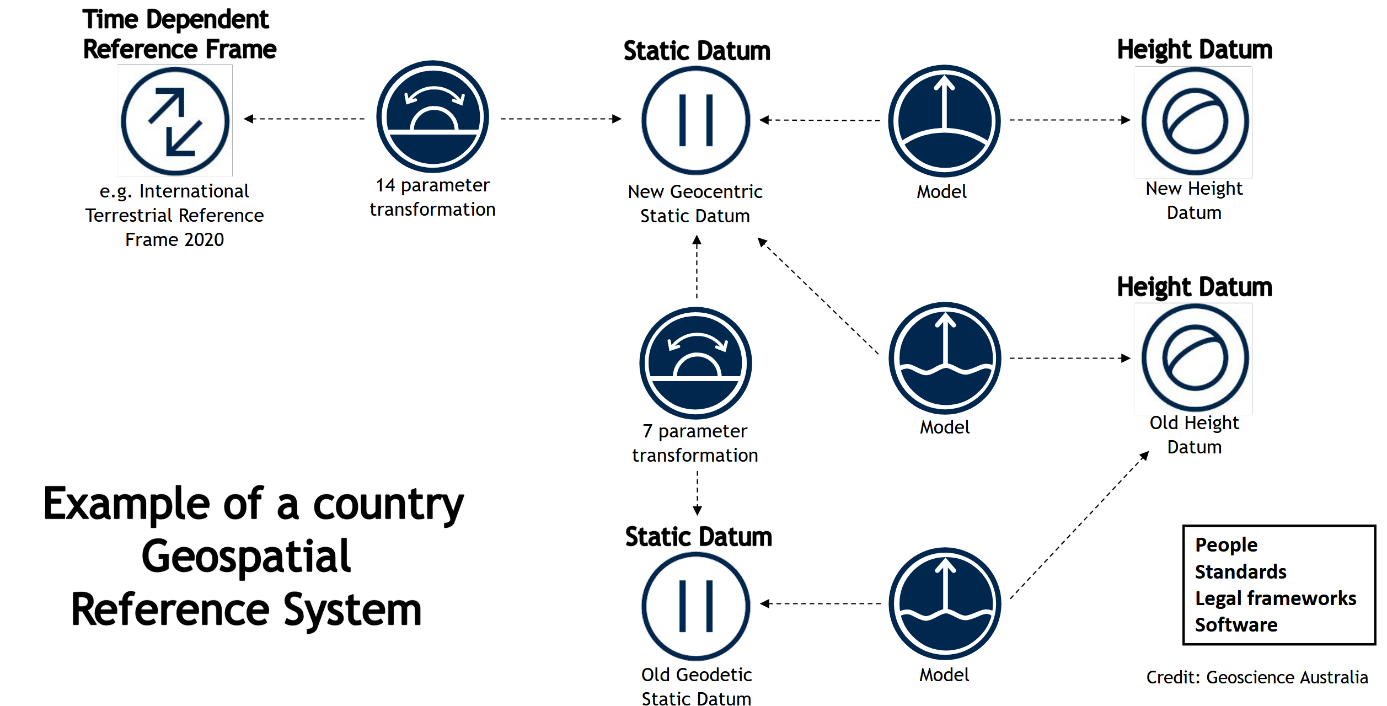 Time Dependent
Reference Frame
e.g. International
Terrestrial Reference
Frame 2020
14 parameter
transformation
Static Datum
New Geocentric
Static Datum
Model
Height Datum
New Height
Datum
7 parameter
transformation
Model
Height Datum
Old Height
Datum
Static Datum
Old Geodetic
Static Datum
Model
Example of a country
Geospatial
Reference System
People
Standards
Legal frameworks
Software
Credit: Geoscience Australia